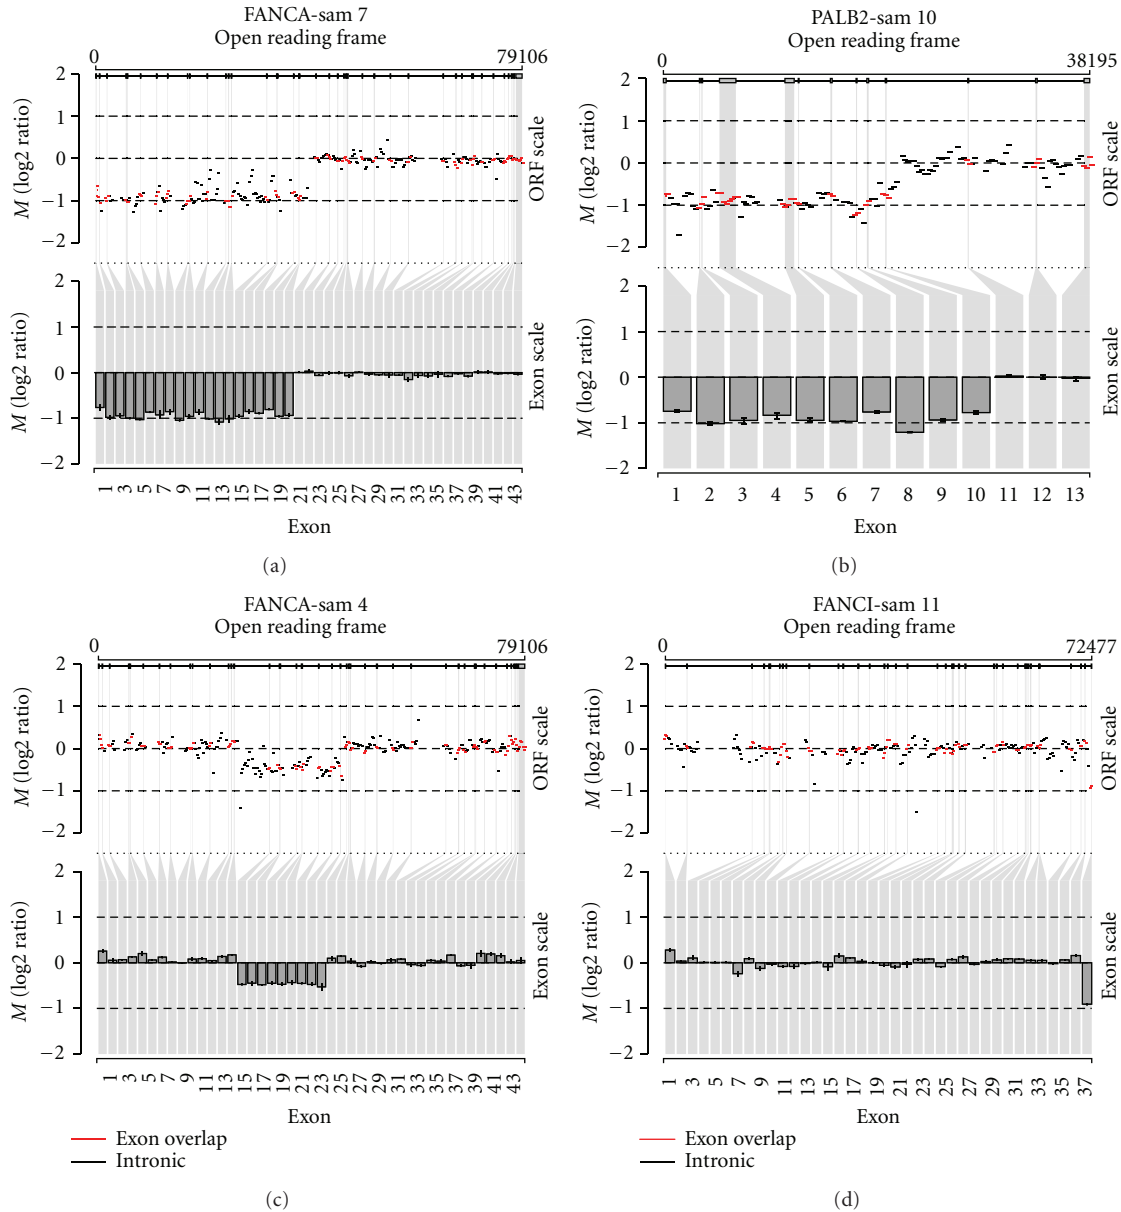 FANCA-sam 7
Open reading frame
0 79106
2
1
0
−1
−2
M (log2 ratio)
ORF scale
2
1
0
−1
−2
M (log2 ratio)
Exon scale
1 3 5 7 9 11 13 15 17 19 21 23 25 27 29 31 33 35 37 39 41 43
Exon
(a)
PALB2-sam 10
Open reading frame
0 38195
2
1
0
−1
−2
M (log2 ratio)
ORF scale
2
1
0
−1
−2
M (log2 ratio)
Exon scale
1 2 3 4 5 6 7 8 9 10 11 12 13
Exon
(b)
FANCA-sam 4
Open reading frame
0 79106
2
1
0
−1
−2
M (log2 ratio)
ORF scale
2
1
0
−1
−2
M (log2 ratio)
Exon scale
1 3 5 7 9 11 13 15 17 19 21 23 25 27 29 31 33 35 37 39 41 43
Exon
Exon overlap
Intronic
(c)
FANCI-sam 11
Open reading frame
0 72477
2
1
0
−1
−2
M (log2 ratio)
ORF scale
2
1
0
−1
−2
M (log2 ratio)
Exon scale
1 3 5 7 9 11 13 15 17 19 21 23 25 27 29 31 33 35 37
Exon
Exon overlap
Intronic
(d)